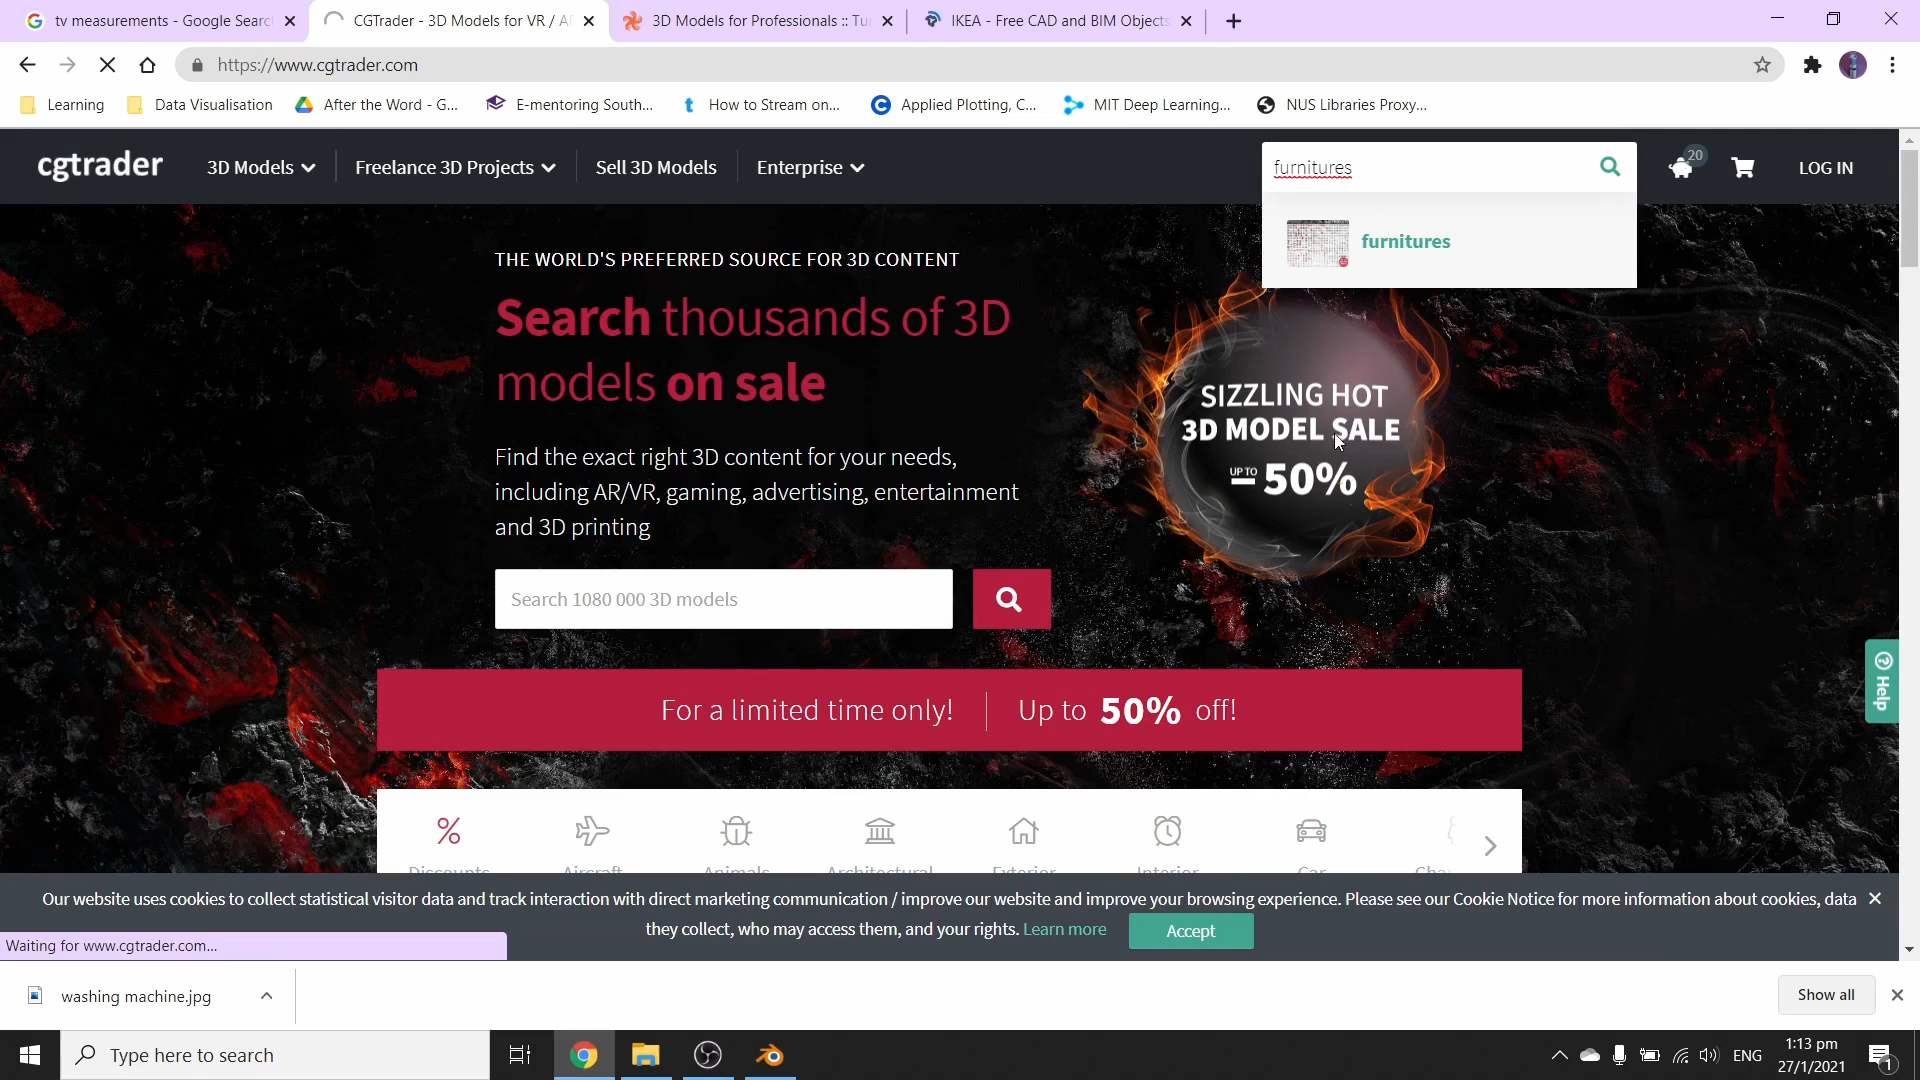 tv measurements - Google Searc
CGTrader - 3D Models for VR / A
3D Models for Professionals :: Tu
IKEA - Free CAD and BIM Objects
https://www.cgtrader.com
Learning
Data Visualisation
After the Word - G...
E-mentoring South...
How to Stream on...
Applied Plotting, C...
MIT Deep Learning...
NUS Libraries Proxy...
cgtrader
3D Models
Freelance 3D Projects
Sell 3D Models
Enterprise
furnitures
20
LOG IN
furnitures
THE WORLD'S PREFERRED SOURCE FOR 3D CONTENT
Search thousands of 3D
models on sale
Find the exact right 3D content for your needs,
including AR/VR, gaming, advertising, entertainment
and 3D printing
SIZZLING HOT
3D MODEL SALE
UP TO 50%
Search 1080 000 3D models
Help
For a limited time only! Up to 50% off!
Discounts
Aircraft
Animals
Architectural
Exterior
Interior
Car
Cha
Our website uses cookies to collect statistical visitor data and track interaction with direct marketing communication / improve our website and improve your browsing experience. Please see our Cookie Notice for more information about cookies, data
they collect, who may access them, and your rights. Learn more
Accept
Waiting for www.cgtrader.com...
washing machine.jpg
Show all
Type here to search
ENG
1:13 pm
27/1/2021
1